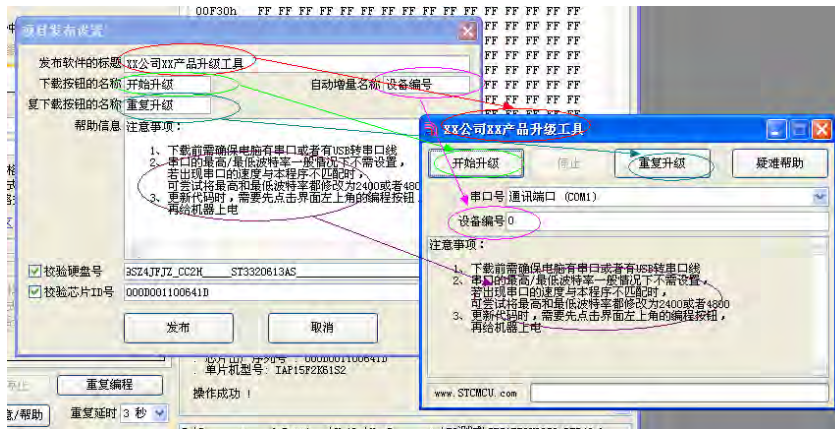 00F30h FF FF FF FF FF FF FF FF FF FF FF FF FF FF FF FF
项目发布设置
发布软件的标题 XX公司XX产品升级工具
下载按钮的名称 开始升级
自动增量名称 设备编号
复下载按钮的名称 重复升级
帮助信息 注意事项：
1、下载前需确保电脑有串口或者有USB转串口线
2、串口的最高/最低波特率一般情况下不需设置，
若出现串口的速度与本程序不匹配时，
可尝试将最高和最低波特率都修改为2400或者480
3、更新代码时，需要先点击界面左上角的编程按钮，
再给机器上电
校验硬盘号
ST3320613AS
校验芯片ID号 000D001100641D
发布
取消
XX公司XX产品升级工具
开始升级
停止
重复升级
疑难帮助
串口号 通讯端口 (COM1)
设备编号 0
注意事项：
1、下载前需确保电脑有串口或者有USB转串口线
2、串口的最高/最低波特率一般情况下不需设置，
若出现串口的速度与本程序不匹配时，
可尝试将最高和最低波特率都修改为2400或者4800
3、更新代码时，需要先点击界面左上角的编程按钮，
再给机器上电
www.STCMCU.com
单片机型号: IAP15F2K61S2
操作成功 !
停止
重复编程
/帮助
重复延时 3 秒